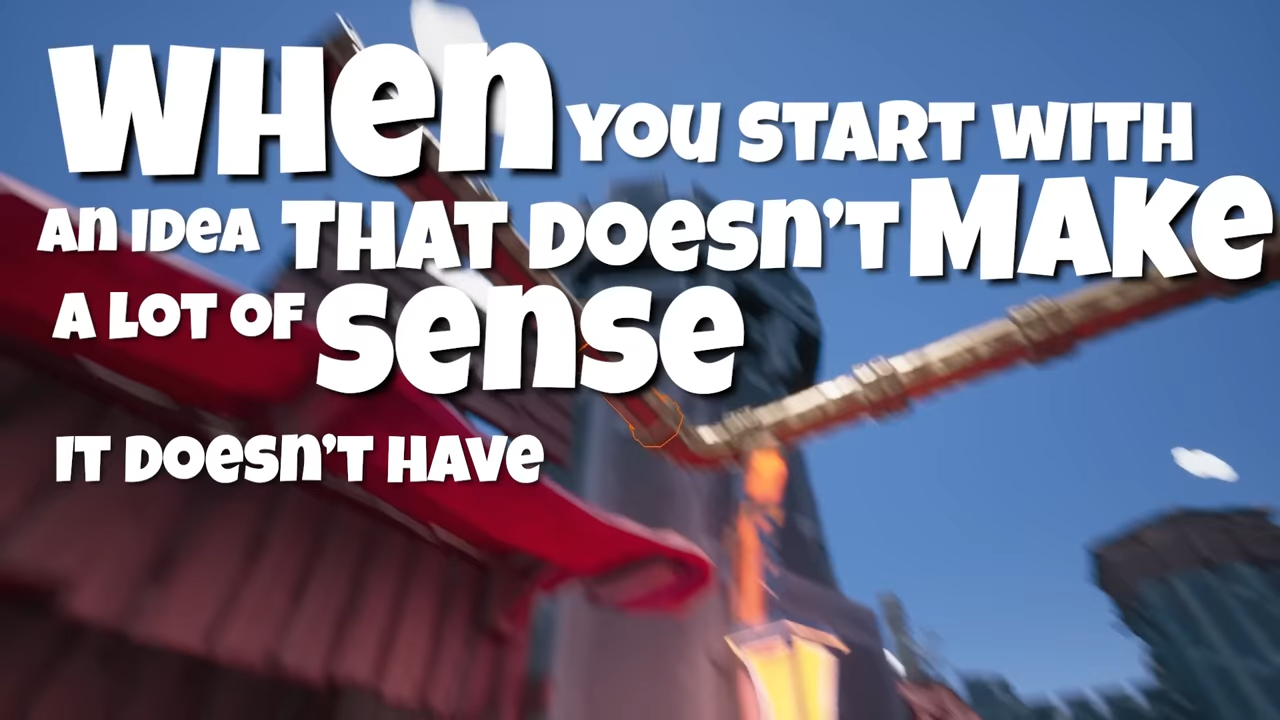 WHEN YOU START WITH
AN IDEA THAT DOESN'T MAKE
A LOT OF SENSE
IT DOESN'T HAVE